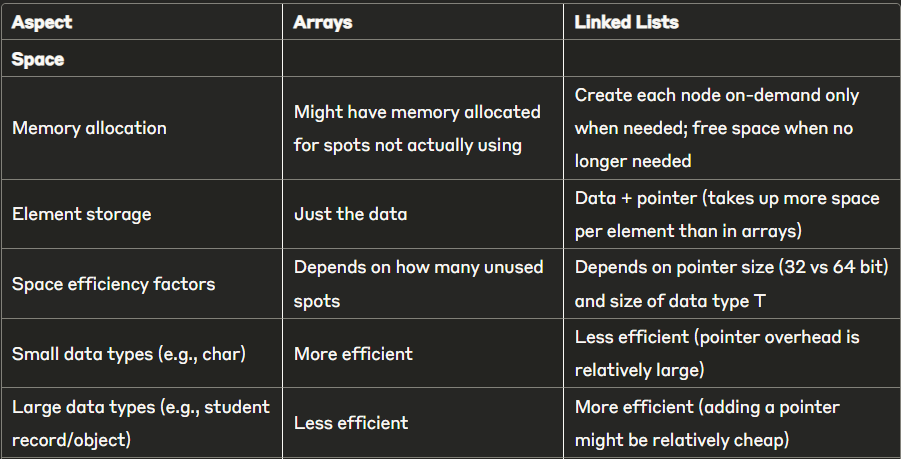 Aspect
Arrays
Linked Lists
Space
Memory allocation
Might have memory allocated
for spots not actually using
Create each node on-demand only
when needed; free space when no
longer needed
Element storage
Just the data
Data + pointer (takes up more space
per element than in arrays)
Space efficiency factors
Depends on how many unused
spots
Depends on pointer size (32 vs 64 bit)
and size of data type T
Small data types (e.g., char)
More efficient
Less efficient (pointer overhead is
relatively large)
Large data types (e.g., student
record/object)
Less efficient
More efficient (adding a pointer
might be relatively cheap)